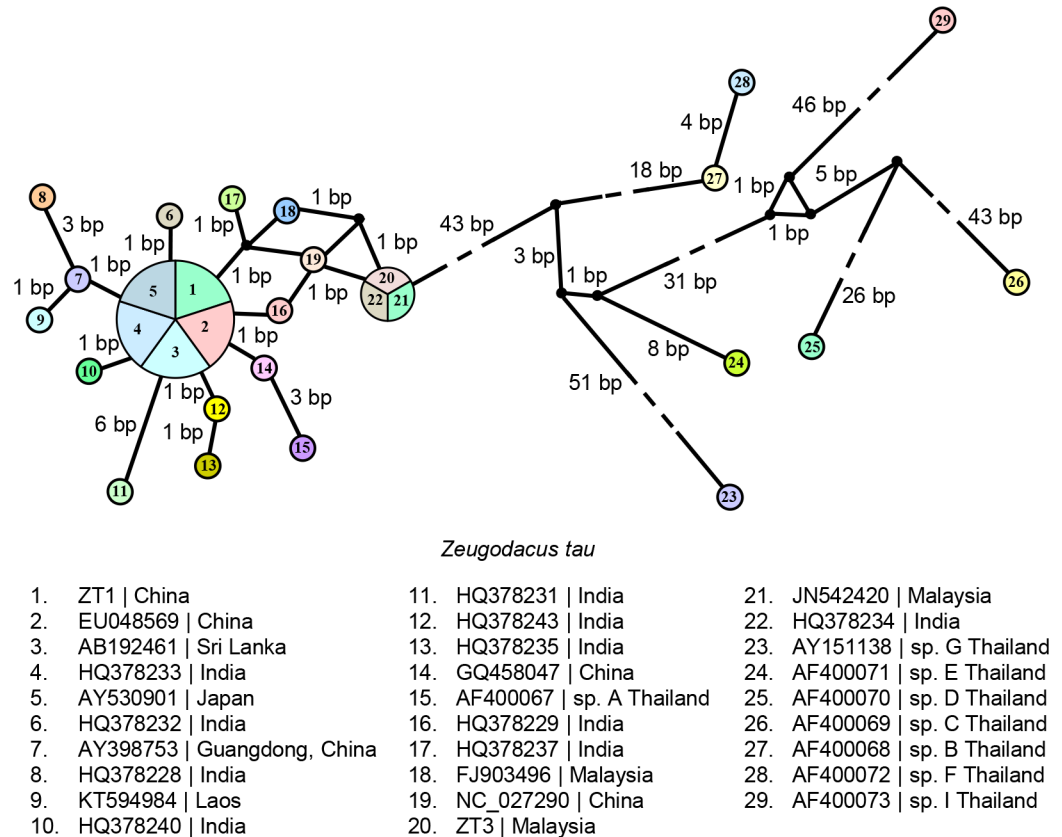 29
46 bp
28
4 bp
18 bp
27
5 bp
1 bp
1 bp
43 bp
43 bp
8
17
1 bp
18
6
3 bp
1 bp
1 bp
1 bp
3 bp
1 bp
31 bp
26 bp
26
7
1 bp
19
20
22
21
1 bp
1 bp
1 bp
9
5
1
4
2
3
16
1 bp
1 bp
10
14
8 bp
24
25
51 bp
6 bp
1 bp
12
3 bp
1 bp
13
15
11
23
Zeugodacus tau
1. ZT1 | China
2. EU048569 | China
3. AB192461 | Sri Lanka
4. HQ378233 | India
5. AY530901 | Japan
6. HQ378232 | India
7. AY398753 | Guangdong, China
8. HQ378228 | India
9. KT594984 | Laos
10. HQ378240 | India
11. HQ378231 | India
12. HQ378243 | India
13. HQ378235 | India
14. GQ458047 | China
15. AF400067 | sp. A Thailand
16. HQ378229 | India
17. HQ378237 | India
18. FJ903496 | Malaysia
19. NC_027290 | China
20. ZT3 | Malaysia
21. JN542420 | Malaysia
22. HQ378234 | India
23. AY151138 | sp. G Thailand
24. AF400071 | sp. E Thailand
25. AF400070 | sp. D Thailand
26. AF400069 | sp. C Thailand
27. AF400068 | sp. B Thailand
28. AF400072 | sp. F Thailand
29. AF400073 | sp. I Thailand